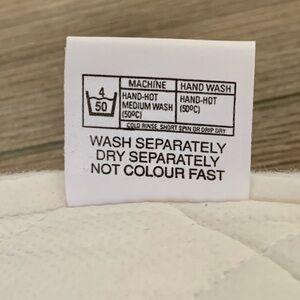 MACHINE HAND WASH
4
50
HAND-HOT HAND-HOT
MEDIUM WASH (50ºC)
(50ºC)
COLD RINSE, SHORT SPIN OR DRIP DRY
WASH SEPARATELY
DRY SEPARATELY
NOT COLOUR FAST